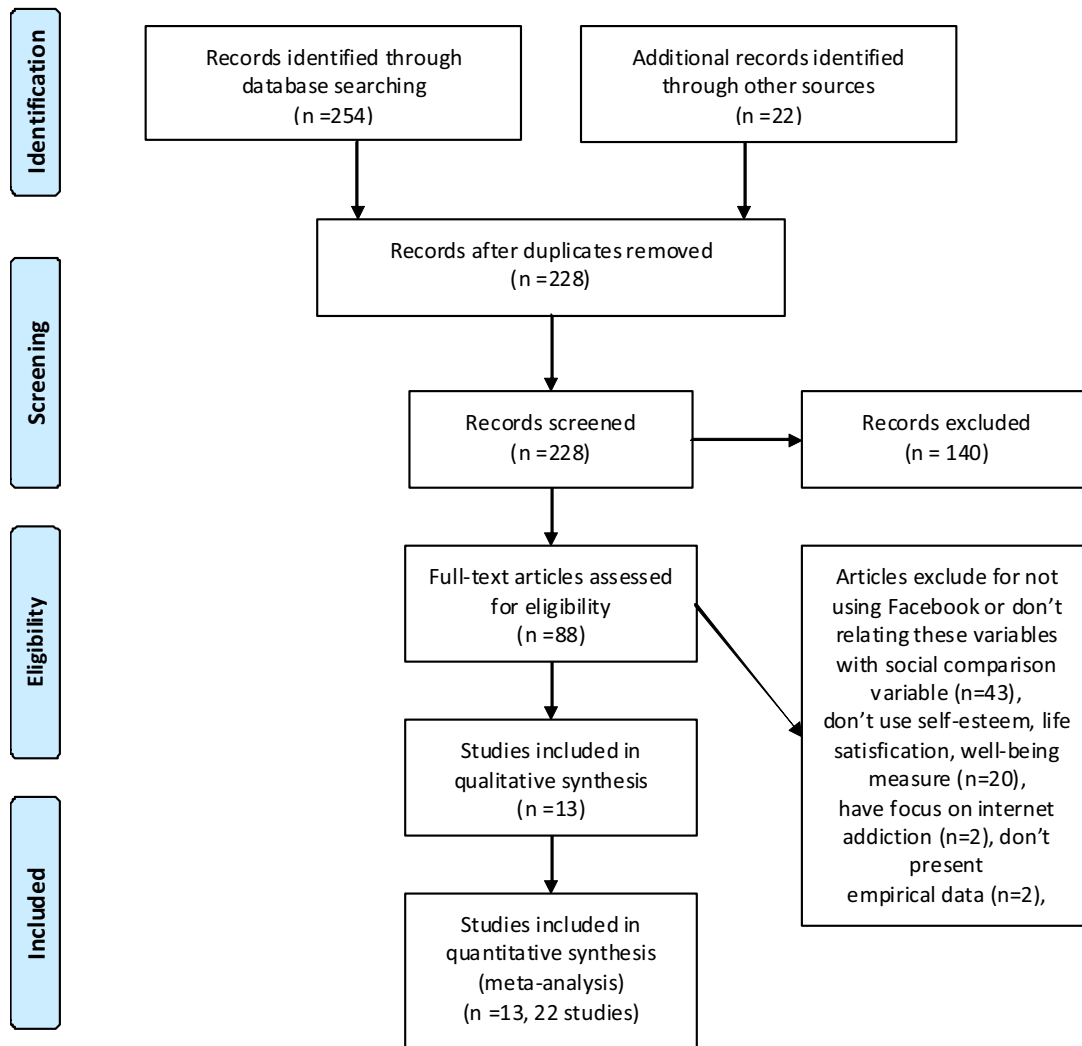 Identification
Records identified through
database searching
(n =254)
Additional records identified
through other sources
(n =22)
Records after duplicates removed
(n =228)
Screening
Records screened
(n =228)
Records excluded
(n = 140)
Eligibility
Full-text articles assessed
for eligibility
(n =88)
Articles exclude for not
using Facebook or don’t
relating these variables
with social comparison
variable (n=43),
don’t use self-esteem, life
satisfication, well-being
measure (n=20),
have focus on internet
addiction (n=2), don’t
present
empirical data (n=2),
Studies included in
qualitative synthesis
(n =13)
Included
Studies included in
quantitative synthesis
(meta-analysis)
(n =13, 22 studies)